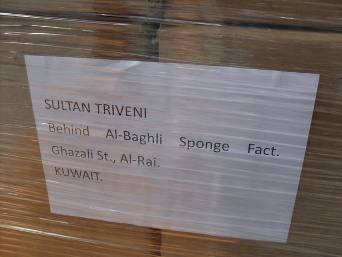 SULTAN TRIVENI
Behind Al-Baghli Sponge Fact.
Ghazali St., Al-Rai.
KUWAIT.